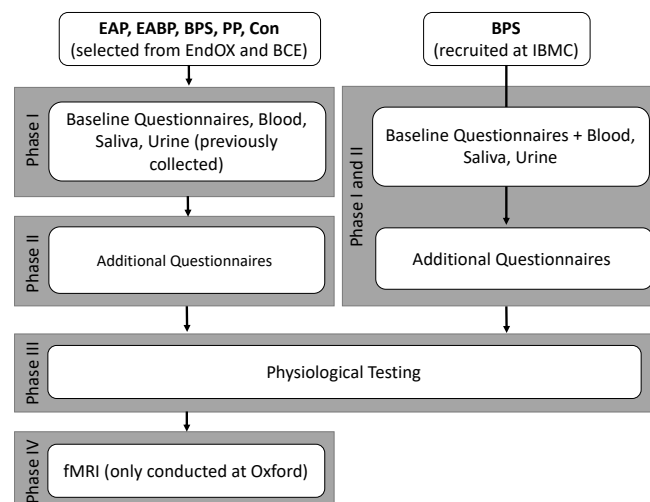 EAP, EABP, BPS, PP, Con
(selected from EndOX and BCE)
BPS
(recruited at IBMC)
Phase I
Baseline Questionnaires, Blood,
Saliva, Urine (previously
collected)
Phase I and II
Baseline Questionnaires + Blood,
Saliva, Urine
Phase II
Additional Questionnaires
Additional Questionnaires
Phase III
Physiological Testing
Phase IV
fMRI (only conducted at Oxford)